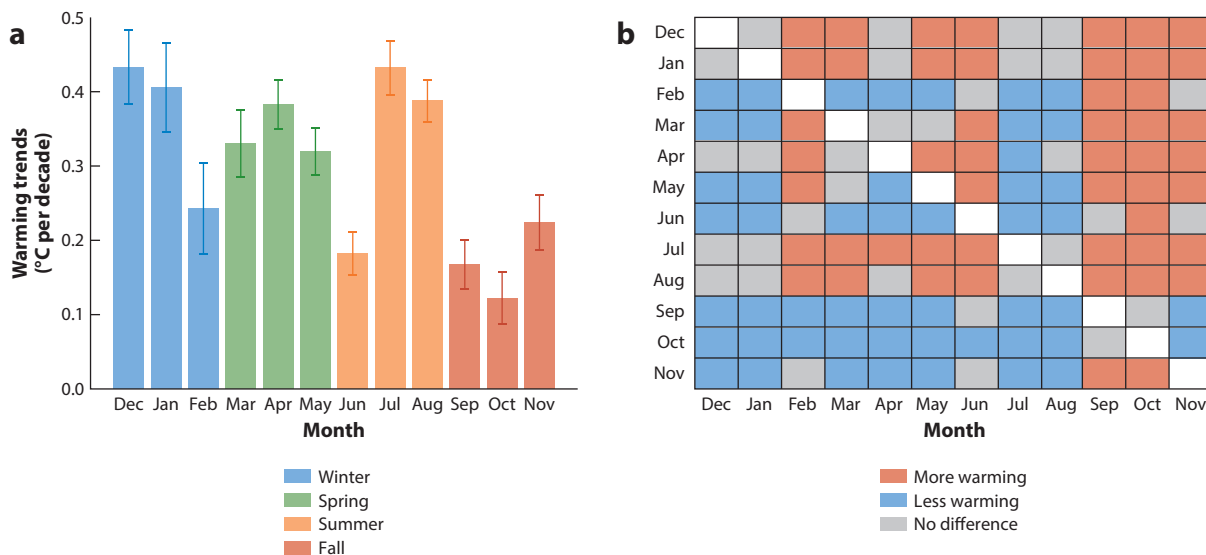 a
Warming trends
(°C per decade)
0.5
0.4
0.3
0.2
0.1
0.0
Dec Jan Feb Mar Apr May Jun Jul Aug Sep Oct Nov
Month
Winter
Spring
Summer
Fall
b
Dec
Jan
Feb
Mar
Apr
May
Jun
Jul
Aug
Sep
Oct
Nov
Dec Jan Feb Mar Apr May Jun Jul Aug Sep Oct Nov
Month
More warming
Less warming
No difference